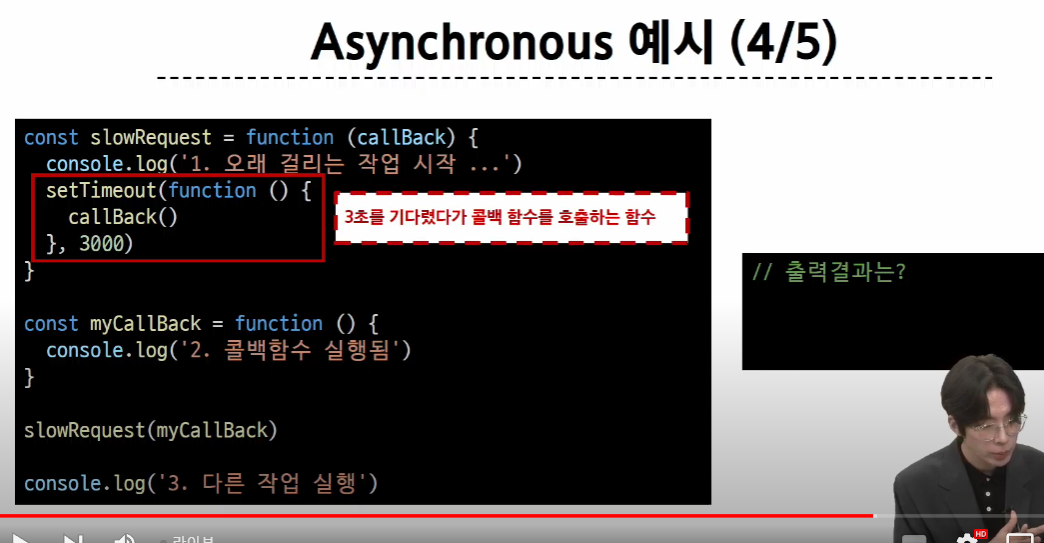 Asynchronous 예시 (4/5)
const slowRequest = function (callBack) {
console.log('1. 오래 걸리는 작업 시작 ...')
setTimeout(function () {
callBack()
}, 3000)
}
3초를 기다렸다가 콜백 함수를 호출하는 함수
const myCallBack = function () {
console.log('2. 콜백함수 실행됨')
}
slowRequest(myCallBack)
console.log('3. 다른 작업 실행')
// 출력결과는?
라이브
HD